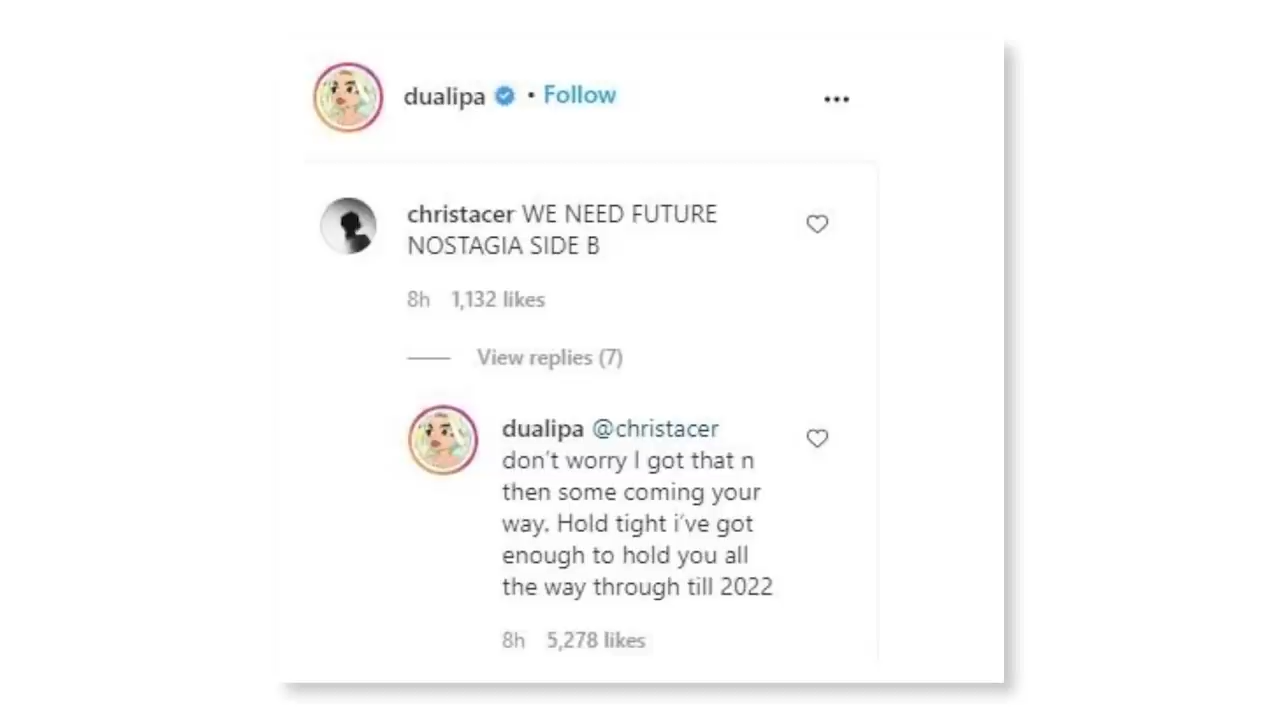 dualipa • Follow
christacer WE NEED FUTURE
NOSTAGIA SIDE B
8h 1,132 likes
View replies (7)
dualipa @christacer
don't worry I got that n
then some coming your
way. Hold tight i've got
enough to hold you all
the way through till 2022
8h 5,278 likes